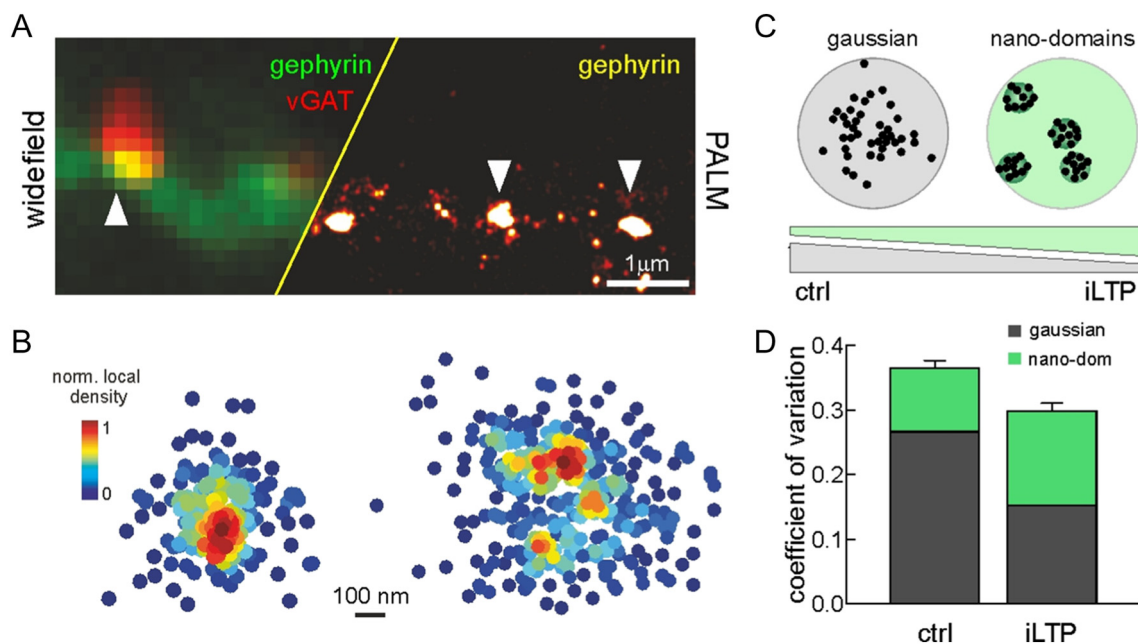 A
widefield
gephyrin
vGAT
gephyrin
PALM
1μm
B
norm. local
density
1
0
100 nm
C
gaussian
nano-domains
ctrl
iLTP
D
coefficient of variation
0.4
0.3
0.2
0.1
0.0
gaussian
nano-dom
ctrl
iLTP